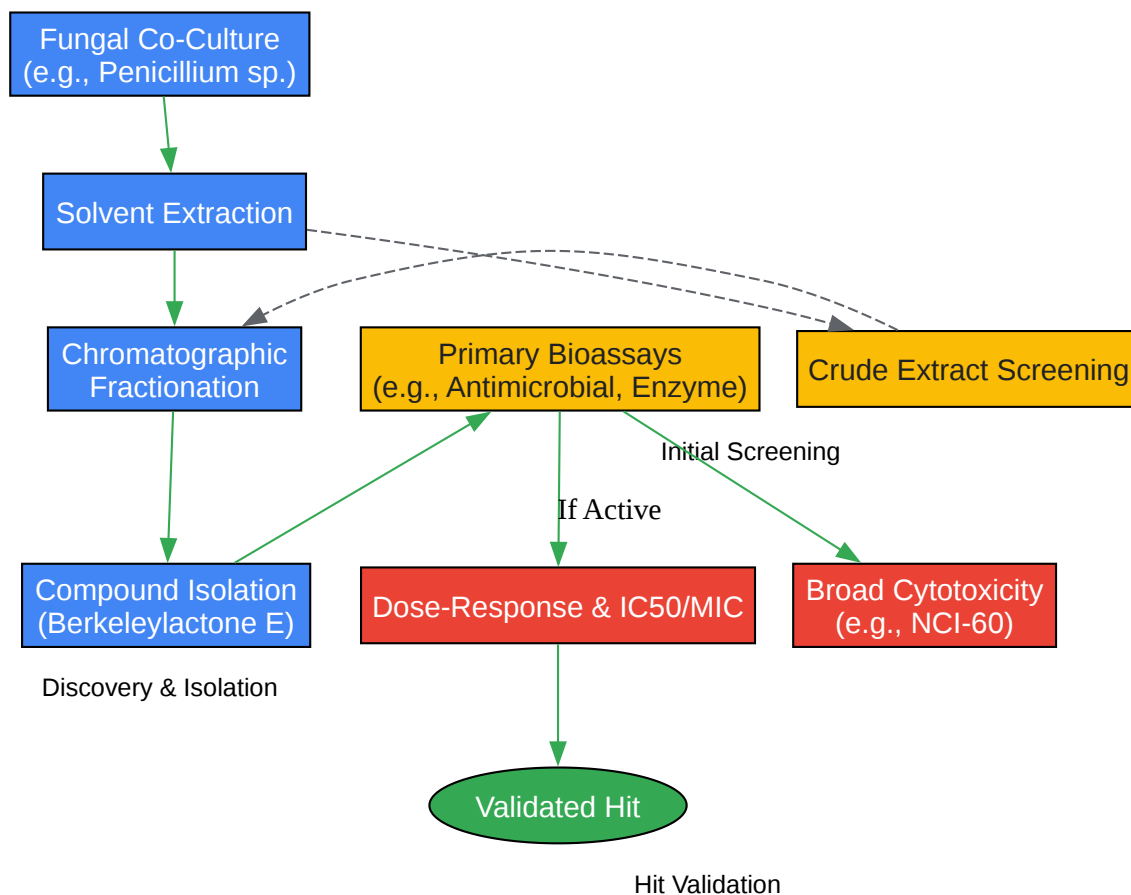 Fungal Co-Culture
(e.g., Penicillium sp.)
Solvent Extraction
Chromatographic
Fractionation
Primary Bioassays
(e.g., Antimicrobial, Enzyme)
Crude Extract Screening
Initial Screening
If Active
Compound Isolation
(Berkeleylactone E)
Dose-Response & IC50/MIC
Broad Cytotoxicity
(e.g., NCI-60)
Discovery & Isolation
Validated Hit
Hit Validation